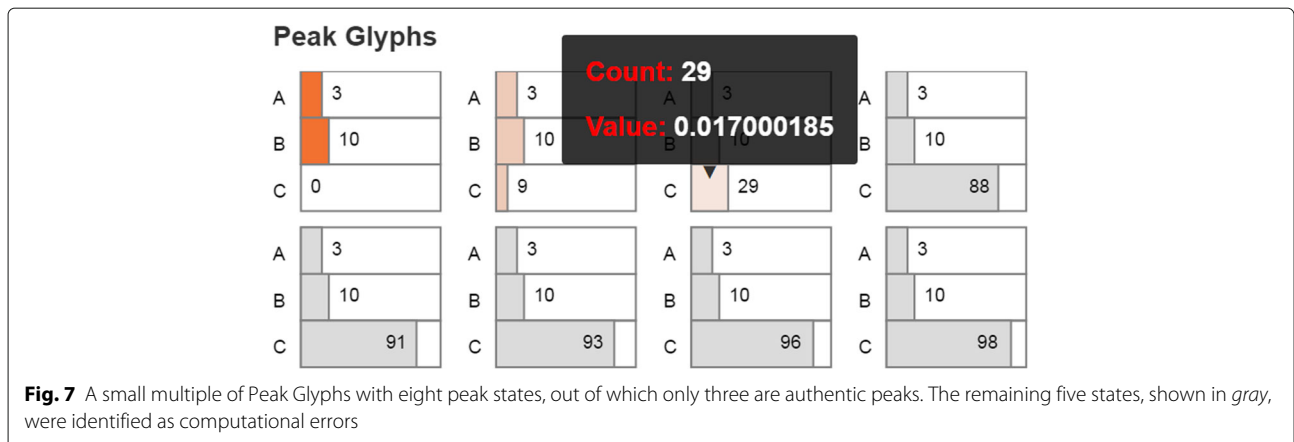 Peak Glyphs
Count: 29
Value: 0.017000185
A 3 A 3 A 3 A 3
B 10 B 10 B 10 B 10
C 0 C 9 C 29 C 88
A 3 A 3 A 3 A 3
B 10 B 10 B 10 B 10
C 91 C 93 C 96 C 98
Fig. 7 A small multiple of Peak Glyphs with eight peak states, out of which only three are authentic peaks. The remaining five states, shown in gray,
were identified as computational errors